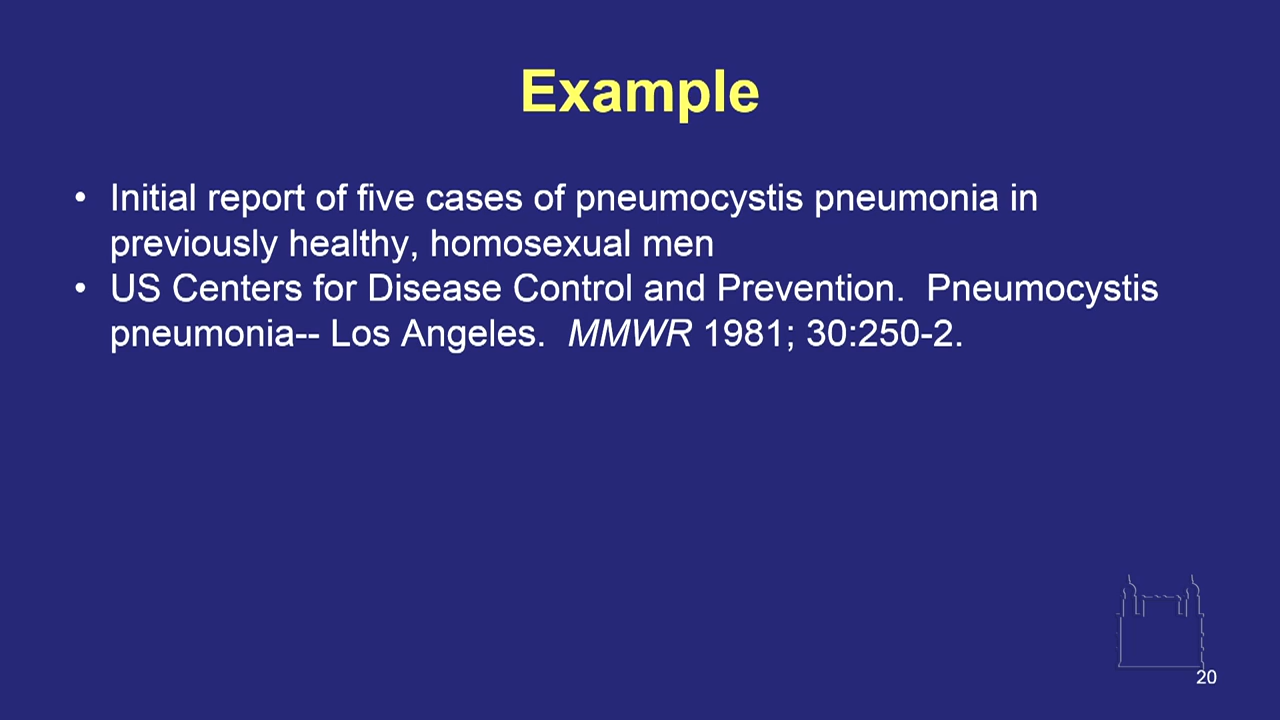 Example
• Initial report of five cases of pneumocystis pneumonia in
previously healthy, homosexual men
• US Centers for Disease Control and Prevention.  Pneumocystis
pneumonia-- Los Angeles.  MMWR 1981; 30:250-2.
20